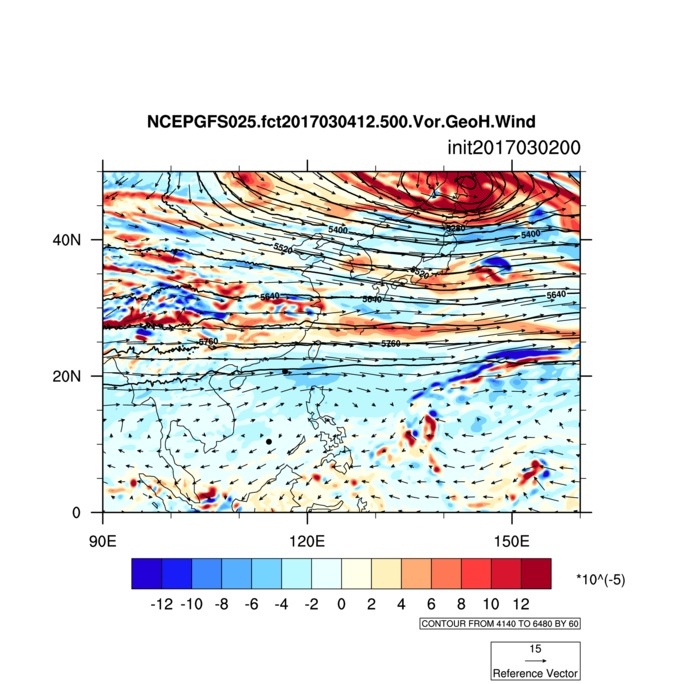 NCEPGFS025.fct2017030412.500.Vor.GeoH.Wind
init2017030200
5280
5400
5400
40N
5520
5520
5640
5640
5640
5760
5760
20N
0
90E 120E 150E
-12 -10 -8 -6 -4 -2 0 2 4 6 8 10 12
*10^(-5)
CONTOUR FROM 4140 TO 6480 BY 60
15
Reference Vector